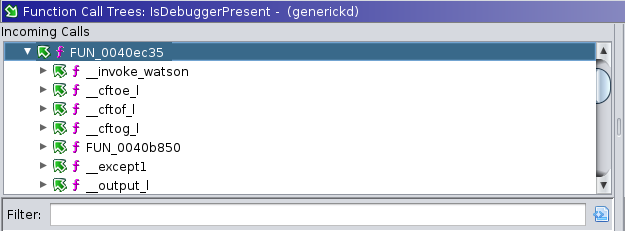 Function Call Trees: IsDebuggerPresent - (generickd)
Incoming Calls
FUN_0040ec35
__invoke_watson
__cftoe_l
__cftof_l
__cftog_l
FUN_0040b850
__except1
__output_l
Filter: